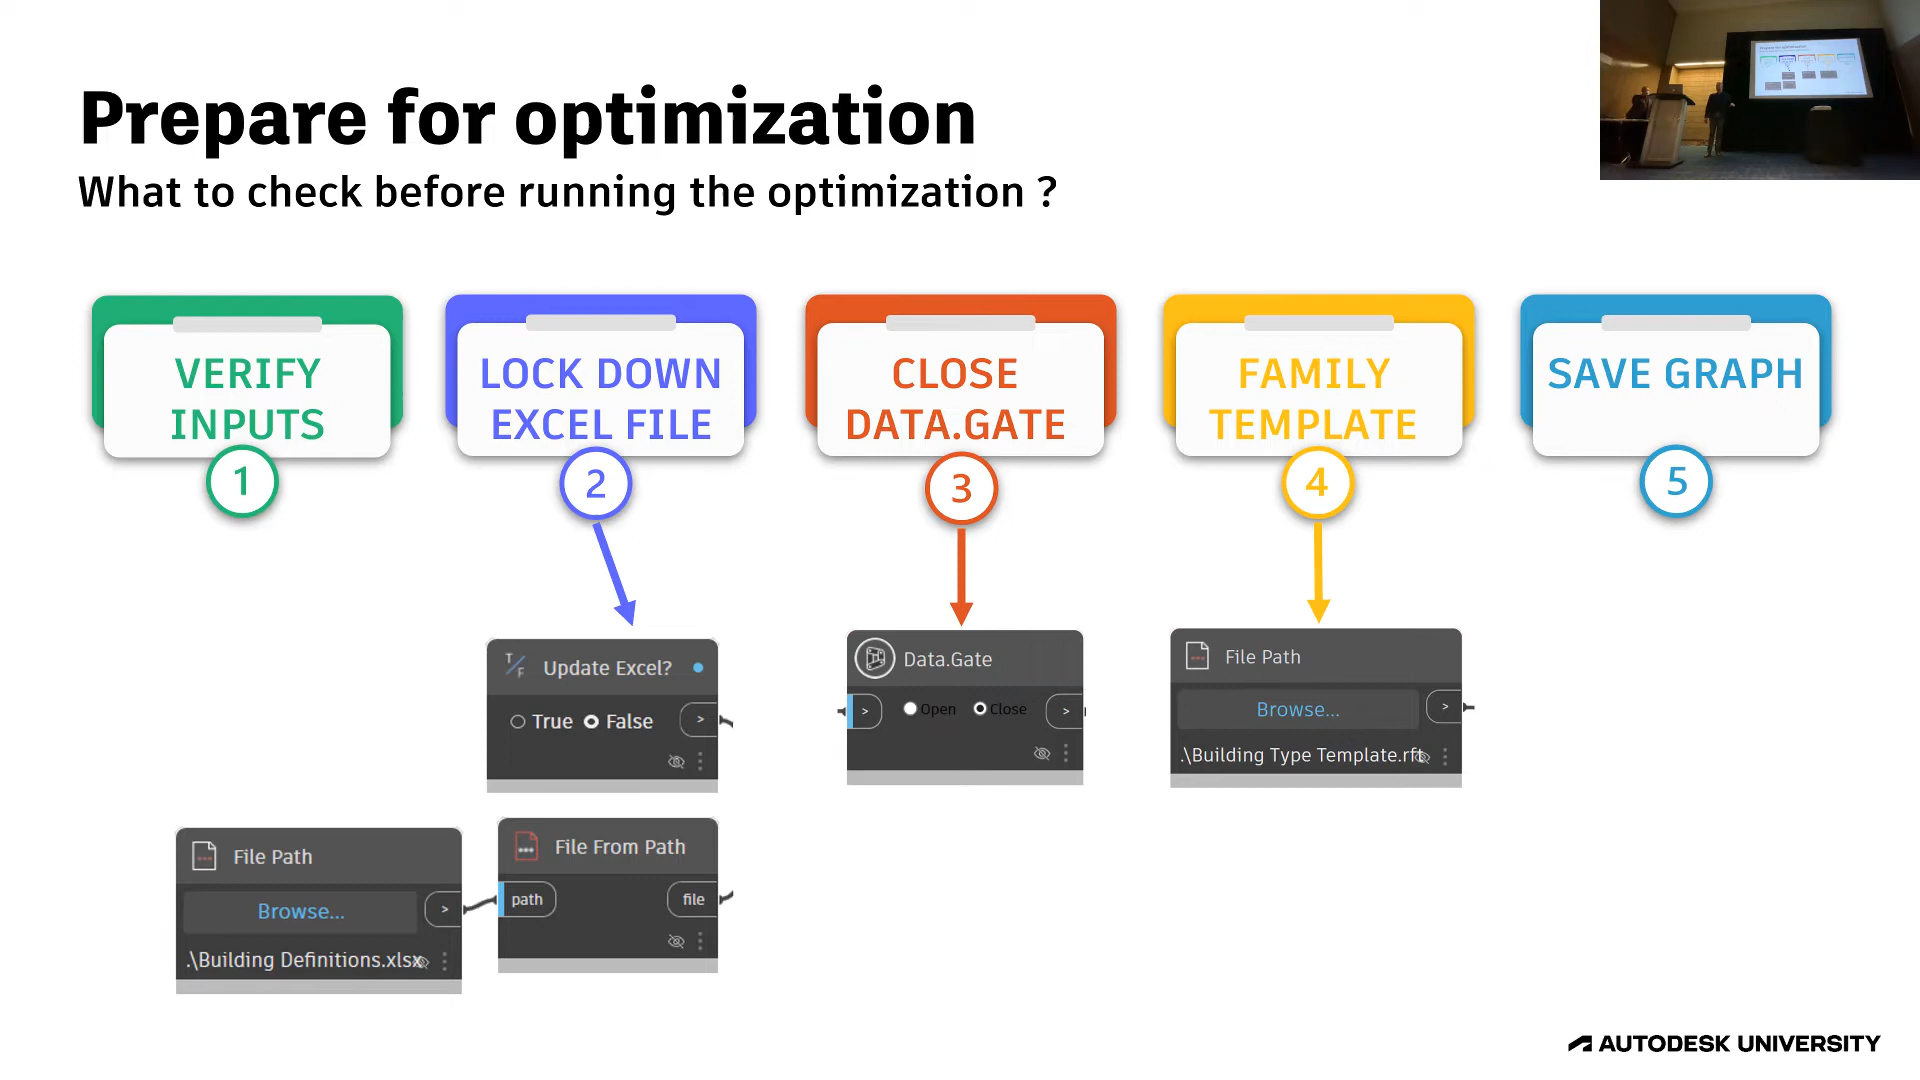 Prepare for optimization
What to check before running the optimization ?
VERIFY
INPUTS
1
LOCK DOWN
EXCEL FILE
2
CLOSE
DATA.GATE
3
FAMILY
TEMPLATE
4
SAVE GRAPH
5
T/F Update Excel?
True False >
Data.Gate
> Open Close >
File Path
Browse... >
.\Building Type Template.rft
File Path
Browse... >
.\Building Definitions.xlsx
File From Path
path file
AUTODESK UNIVERSITY